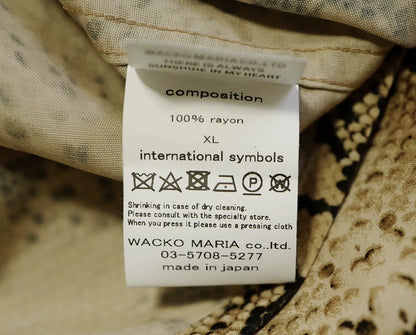 WACKO MARIA CO.,LTD
THERE IS ALWAYS
SUNSHINE IN MY HEART
composition
100% rayon
XL
international symbols
Shrinking in case of dry cleaning.
Please consult with the specialty store.
When you press it please use a pressing cloth
WACKO MARIA co.,ltd.
03-5708-5277
made in japan